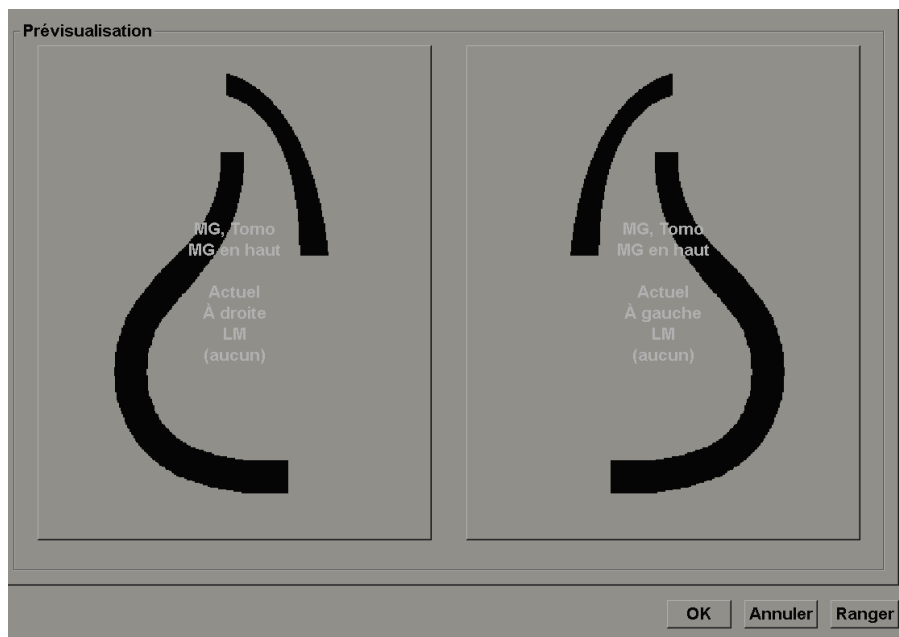 Prévisualisation
MG, Tomo
MG en haut
Actuel
À droite
LM
(aucun)
MG, Tomo
MG en haut
Actuel
À gauche
LM
(aucun)
OK
Annuler
Ranger